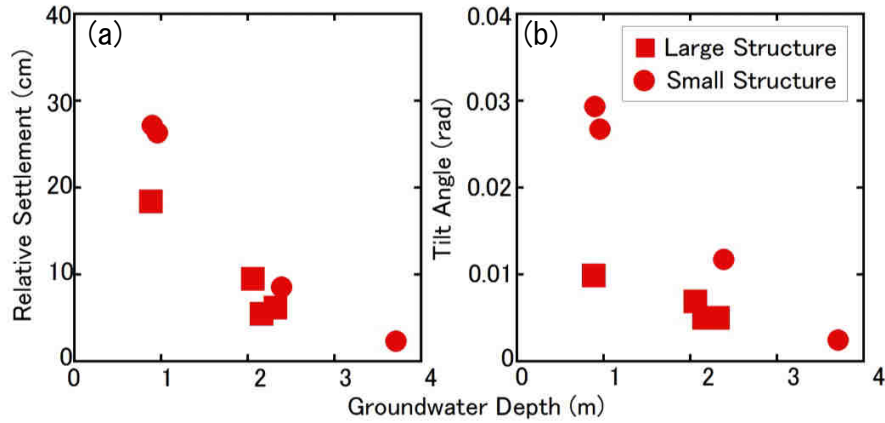 (a)
40
30
20
10
0
0 1 2 3 4
Relative Settlement (cm)
(b)
Large Structure
Small Structure
0.04
0.03
0.02
0.01
0.00
0 1 2 3 4
Tilt Angle (rad)
Groundwater Depth (m)